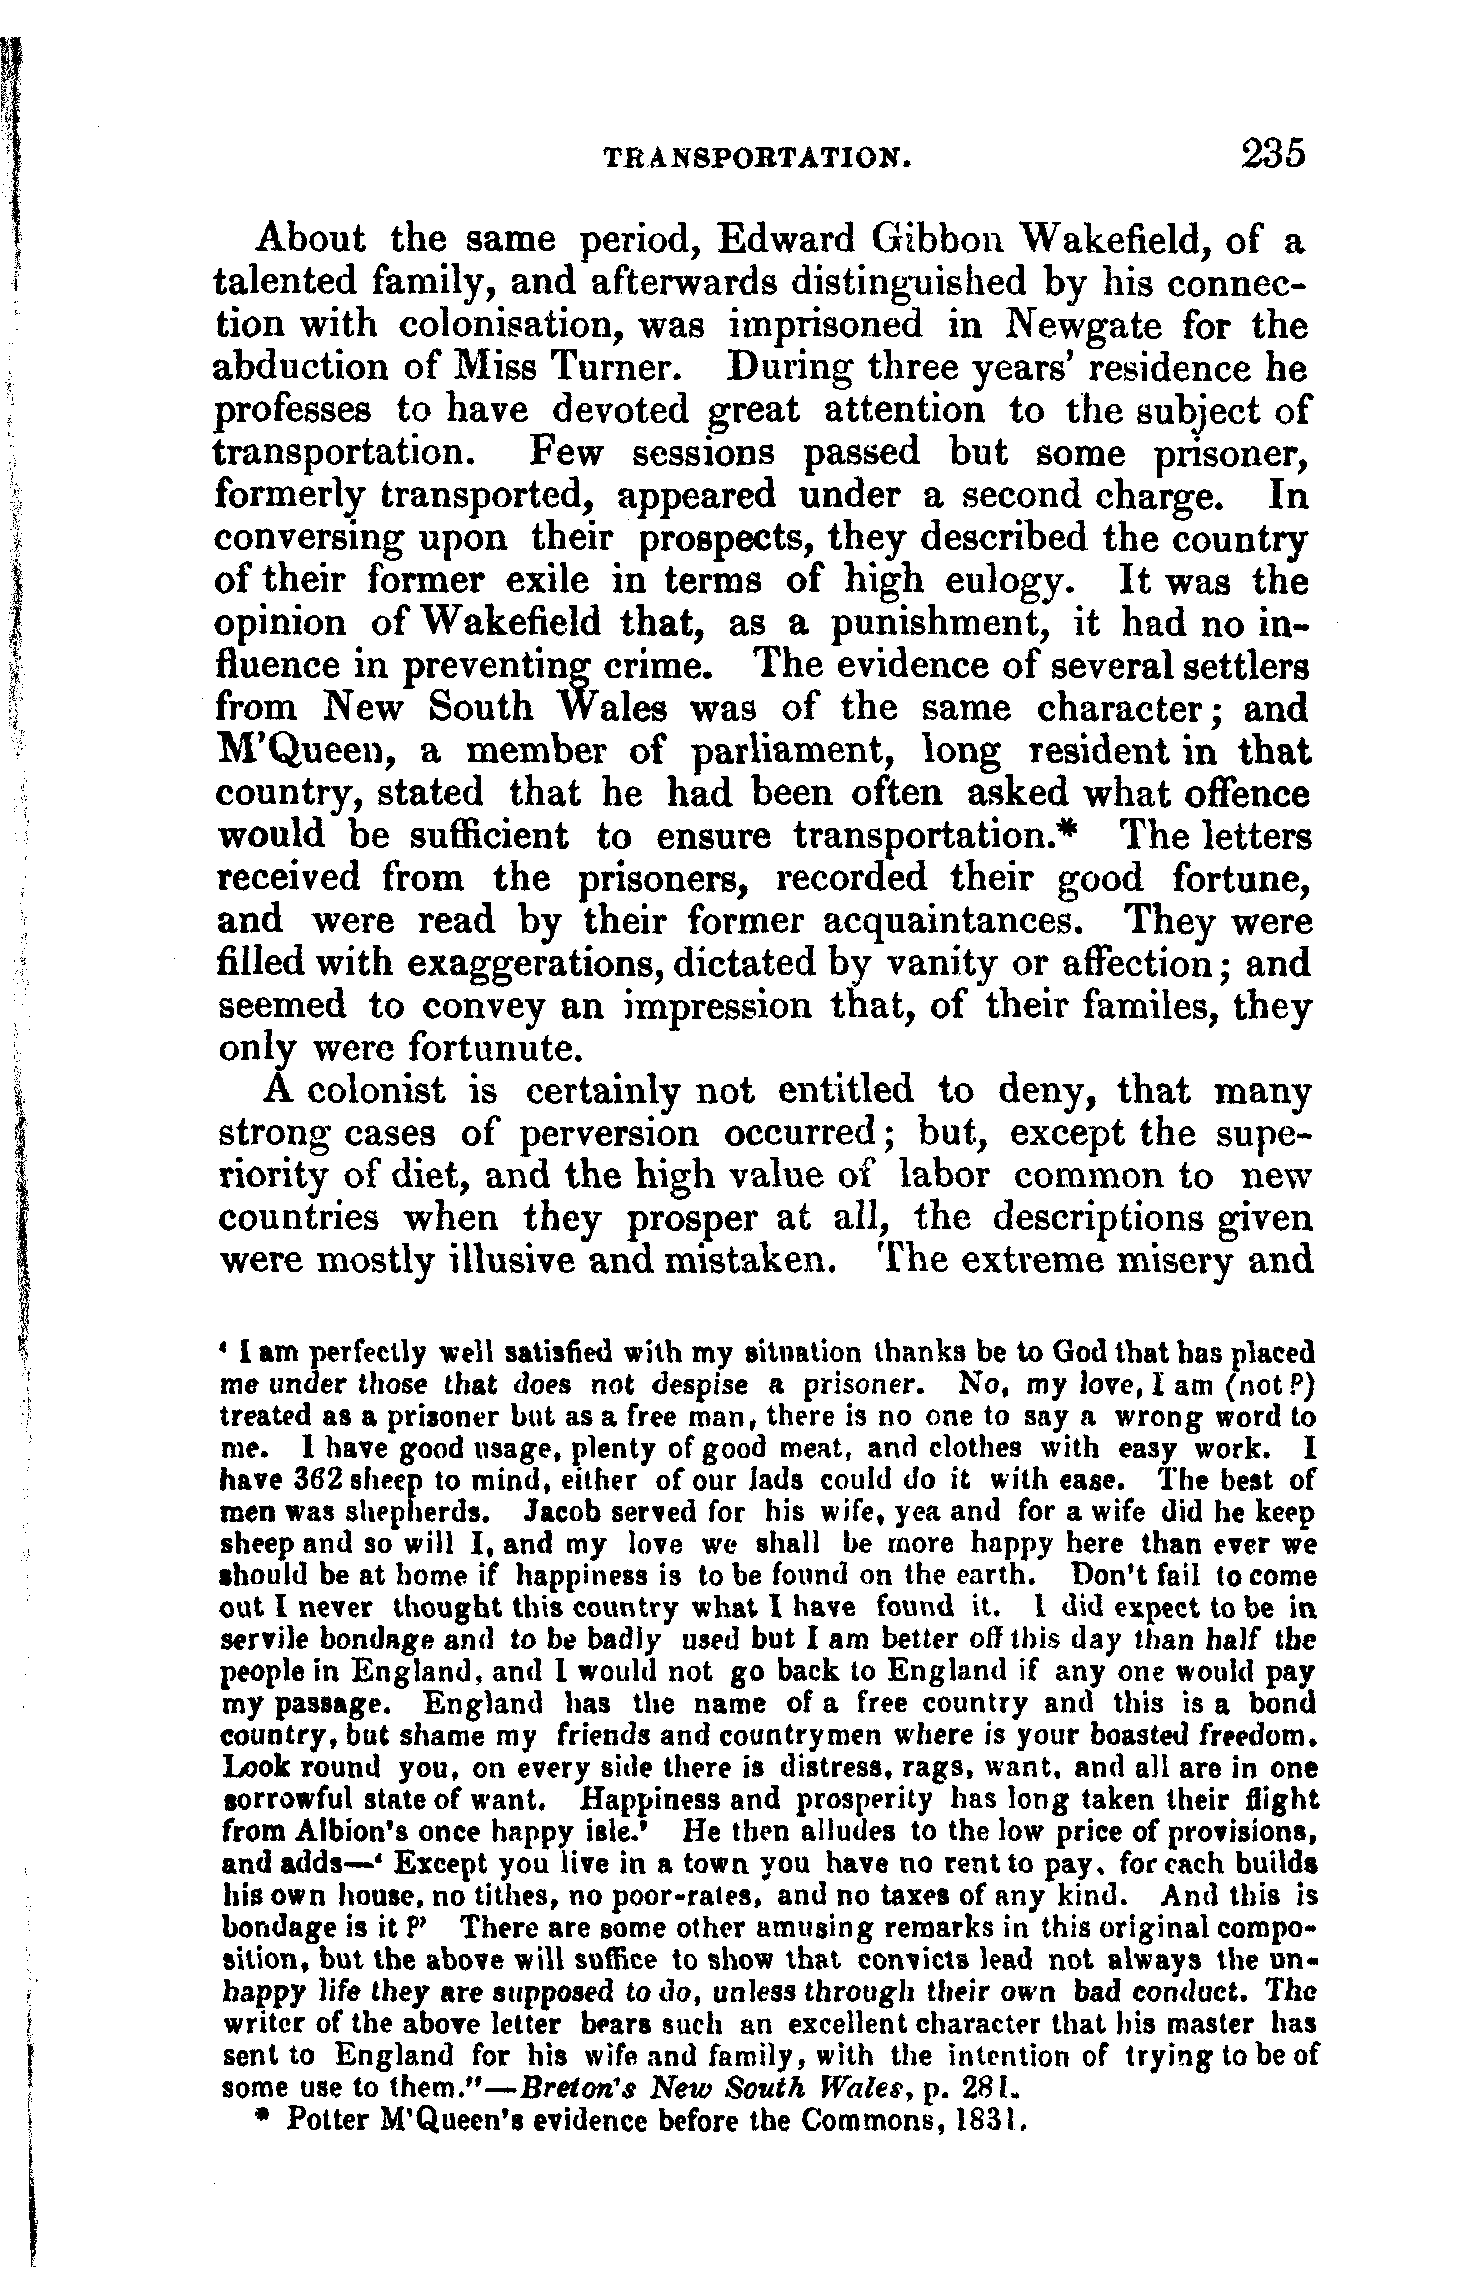 TRANSPORTATION. 235
About the same period, Edward Gibbon Wakefield, of a
talented family, and afterwards distinguished by his connec-
tion with colonisation, was imprisoned in Newgate for the
abduction of Miss Turner. During three years' residence he
professes to have devoted great attention to the subject of
transportation. Few sessions passed but some prisoner,
formerly transported, appeared under a second charge. In
conversing upon their prospects, they described the country
of their former exile in terms of high eulogy. It was the
opinion of Wakefield that, as a punishment, it had no in-
fluence in preventing crime. The evidence of several settlers
from New South Wales was of the same character; and
M'Queen, a member of parliament, long resident in that
country, stated that he had been often asked what offence
would be sufficient to ensure transportation.* The letters
received from the prisoners, recorded their good fortune,
and were read by their former acquaintances. They were
filled with exaggerations, dictated by vanity or affection; and
seemed to convey an impression that, of their familes, they
only were fortunute.
A colonist is certainly not entitled to deny, that many
strong cases of perversion occurred; but, except the supe-
riority of diet, and the high value of labor common to new
countries when they prosper at all, the descriptions given
were mostly illusive and mistaken. The extreme misery and
‘ I am perfectly well satisfied with my situation thanks be to God that has placed
me under those that does not despise a prisoner. No, my love, I am (not?)
treated as a prisoner but as a free man, there is no one to say a wrong word to
me. I have good usage, plenty of good meat, and clothes with easy work. I
have 362 sheep to mind, either of our lads could do it with ease. The best of
men was shepherds. Jacob served for his wife, yea and for a wife did he keep
sheep and so will I, and my love we shall be more happy here than ever we
should be at home if happiness is to be found on the earth. Don't fail to come
out I never thought this country what I have found it. I did expect to be in
servile bondage and to be badly used but I am better off this day than half the
people in England, and I would not go back to England if any one would pay
my passage. England has the name of a free country and this is a bond
country, but shame my friends and countrymen where is your boasted freedom.
Look round you, on every side there is distress, rags, want, and all are in one
sorrowful state of want. Happiness and prosperity has long taken their flight
from Albion's once happy isle.’ He then alludes to the low price of provisions,
and adds—‘ Except you live in a town you have no rent to pay, for each builds
his own house, no tithes, no poor-rates, and no taxes of any kind. And this is
bondage is it?’ There are some other amusing remarks in this original compo-
sition, but the above will suffice to show that convicts lead not always the un-
happy life they are supposed to do, unless through their own bad conduct. The
writer of the above letter bears such an excellent character that his master has
sent to England for his wife and family, with the intention of trying to be of
some use to them."—Breton's New South Wales, p. 281.
* Potter M'Queen's evidence before the Commons, 1831.